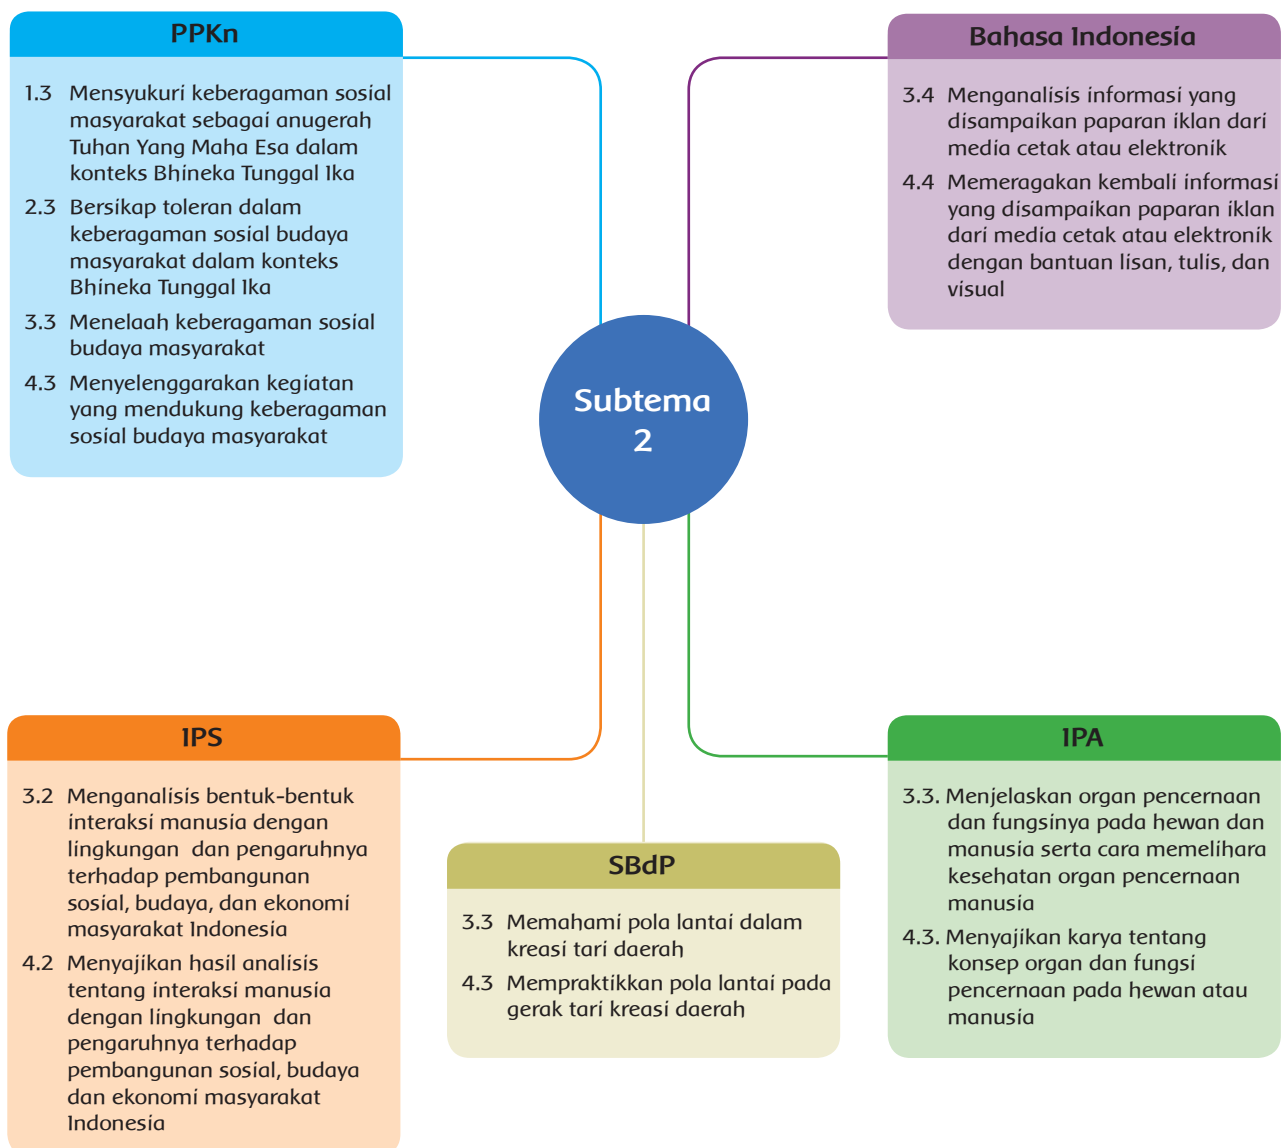 PPKn
1.3 Mensyukuri keberagaman sosial
masyarakat sebagai anugerah
Tuhan Yang Maha Esa dalam
konteks Bhineka Tunggal Ika
2.3 Bersikap toleran dalam
keberagaman sosial budaya
masyarakat dalam konteks
Bhineka Tunggal Ika
3.3 Menelaah keberagaman sosial
budaya masyarakat
4.3 Menyelenggarakan kegiatan
yang mendukung keberagaman
sosial budaya masyarakat
Bahasa Indonesia
3.4 Menganalisis informasi yang
disampaikan paparan iklan dari
media cetak atau elektronik
4.4 Memeragakan kembali informasi
yang disampaikan paparan iklan
dari media cetak atau elektronik
dengan bantuan lisan, tulis, dan
visual
Subtema
2
IPS
3.2 Menganalisis bentuk-bentuk
interaksi manusia dengan
lingkungan dan pengaruhnya
terhadap pembangunan
sosial, budaya, dan ekonomi
masyarakat Indonesia
4.2 Menyajikan hasil analisis
tentang interaksi manusia
dengan lingkungan dan
pengaruhnya terhadap
pembangunan sosial, budaya
dan ekonomi masyarakat
Indonesia
SBdP
3.3 Memahami pola lantai dalam
kreasi tari daerah
4.3 Mempraktikkan pola lantai pada
gerak tari kreasi daerah
IPA
3.3. Menjelaskan organ pencernaan
dan fungsinya pada hewan dan
manusia serta cara memelihara
kesehatan organ pencernaan
manusia
4.3. Menyajikan karya tentang
konsep organ dan fungsi
pencernaan pada hewan atau
manusia